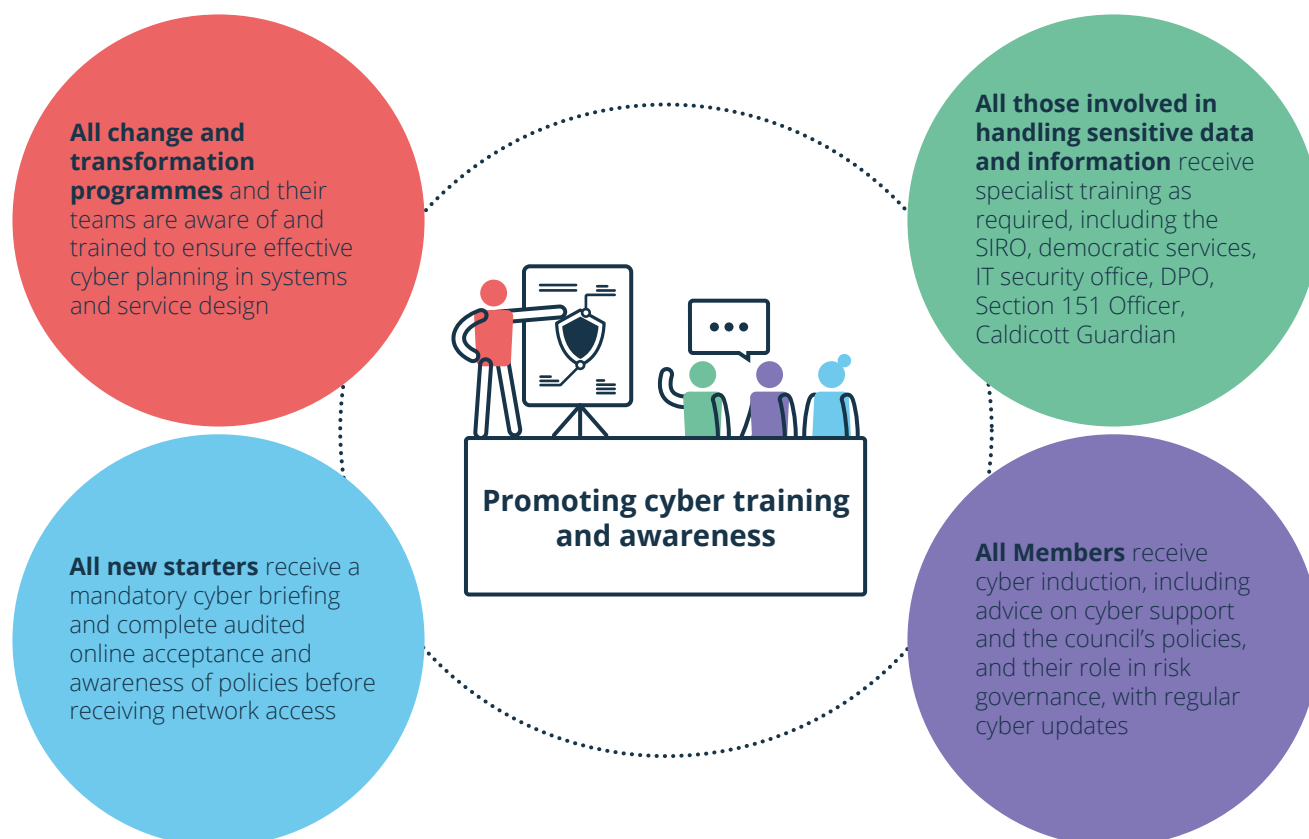 All change and
transformation
programmes and their
teams are aware of and
trained to ensure effective
cyber planning in systems
and service design
All those involved in
handling sensitive data
and information receive
specialist training as
required, including the
SIRO, democratic services,
IT security office, DPO,
Section 151 Officer,
Caldicott Guardian
Promoting cyber training
and awareness
All new starters receive a
mandatory cyber briefing
and complete audited
online acceptance and
awareness of policies before
receiving network access
All Members receive
cyber induction, including
advice on cyber support
and the council’s policies,
and their role in risk
governance, with regular
cyber updates